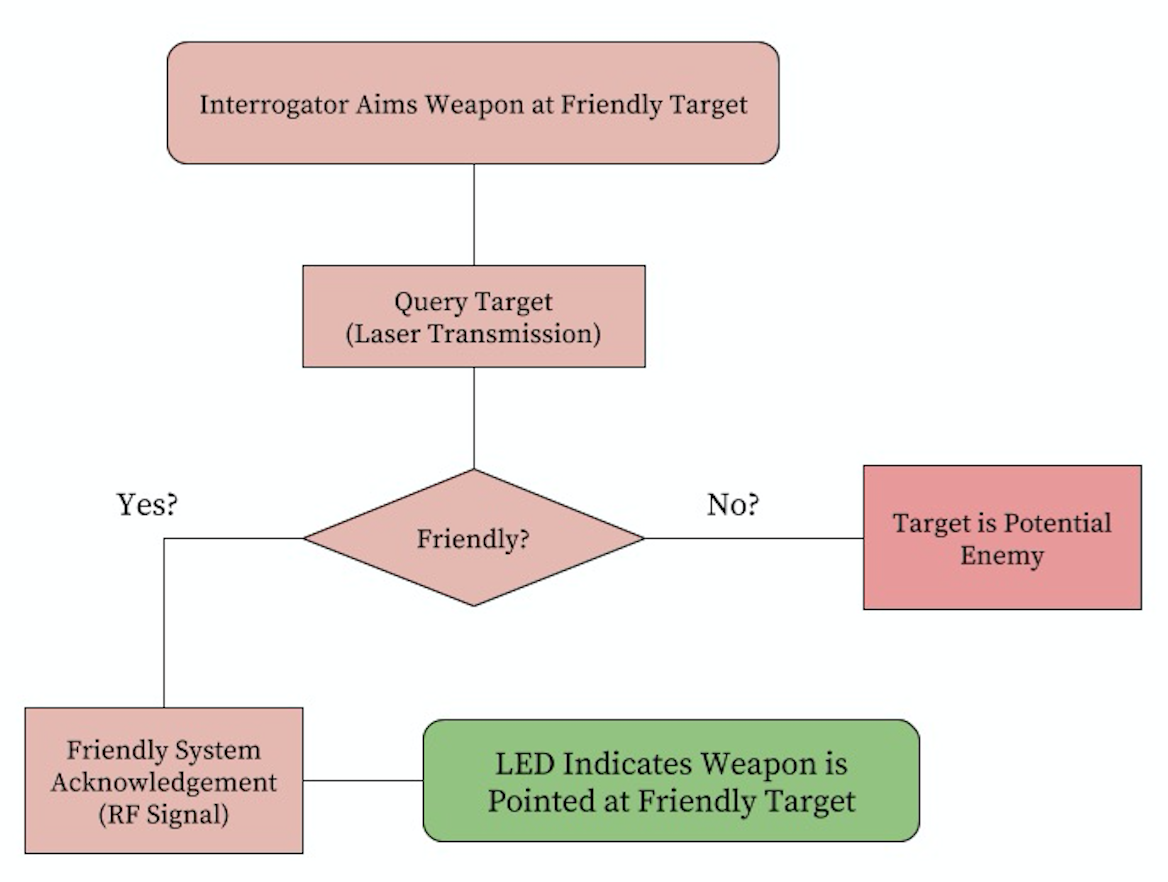 Interrogator Aims Weapon at Friendly Target
Query Target
(Laser Transmission)
Yes?
Friendly?
No?
Target is Potential
Enemy
Friendly System
Acknowledgement
(RF Signal)
LED Indicates Weapon is
Pointed at Friendly Target